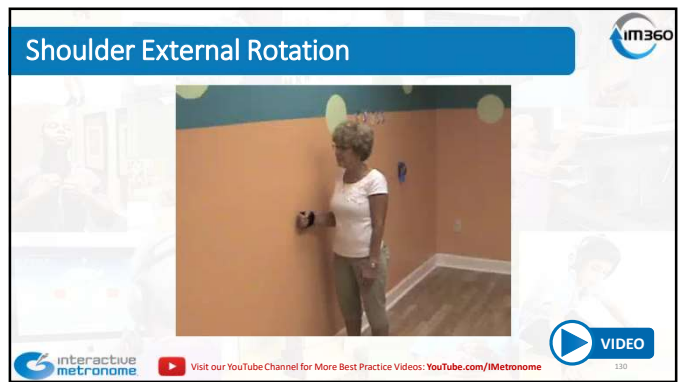 Shoulder External Rotation
IM360
VIDEO
interactive
metronome
Visit our YouTube Channel for More Best Practice Videos: YouTube.com/IMetronome
130